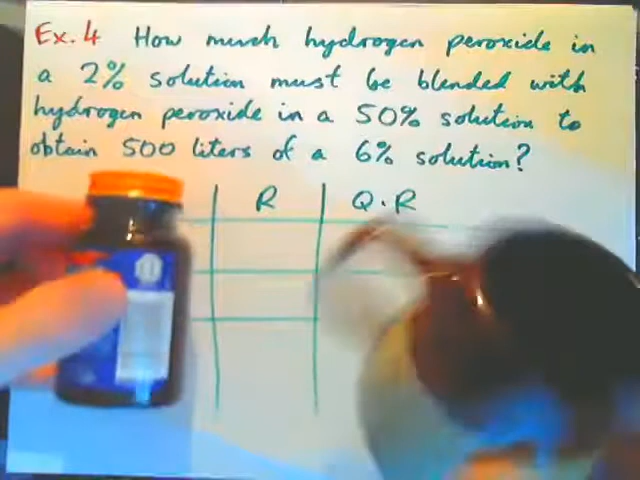 Ex. 4 How much hydrogen peroxide in
a 2% solution must be blended with
hydrogen peroxide in a 50% solution to
obtain 500 liters of a 6% solution?
R Q·R